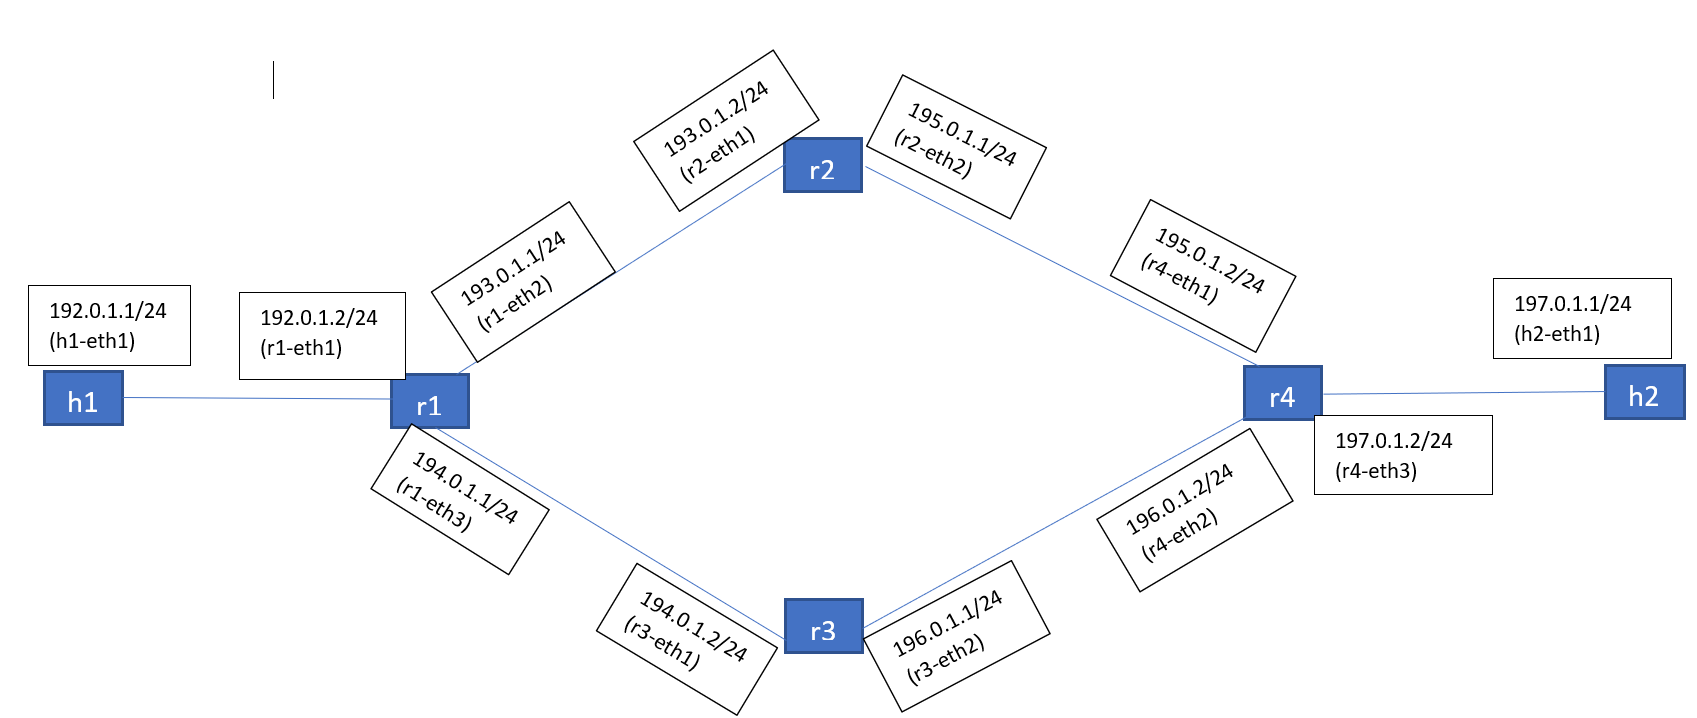 193.0.1.2/24
(r2-eth1)
195.0.1.1/24
(r2-eth2)
r2
193.0.1.1/24
(r1-eth2)
195.0.1.2/24
(r4-eth1)
192.0.1.1/24
(h1-eth1)
192.0.1.2/24
(r1-eth1)
197.0.1.1/24
(h2-eth1)
h1
r1
r4
h2
197.0.1.2/24
(r4-eth3)
194.0.1.1/24
(r1-eth3)
196.0.1.2/24
(r4-eth2)
194.0.1.2/24
(r3-eth1)
r3
196.0.1.1/24
(r3-eth2)